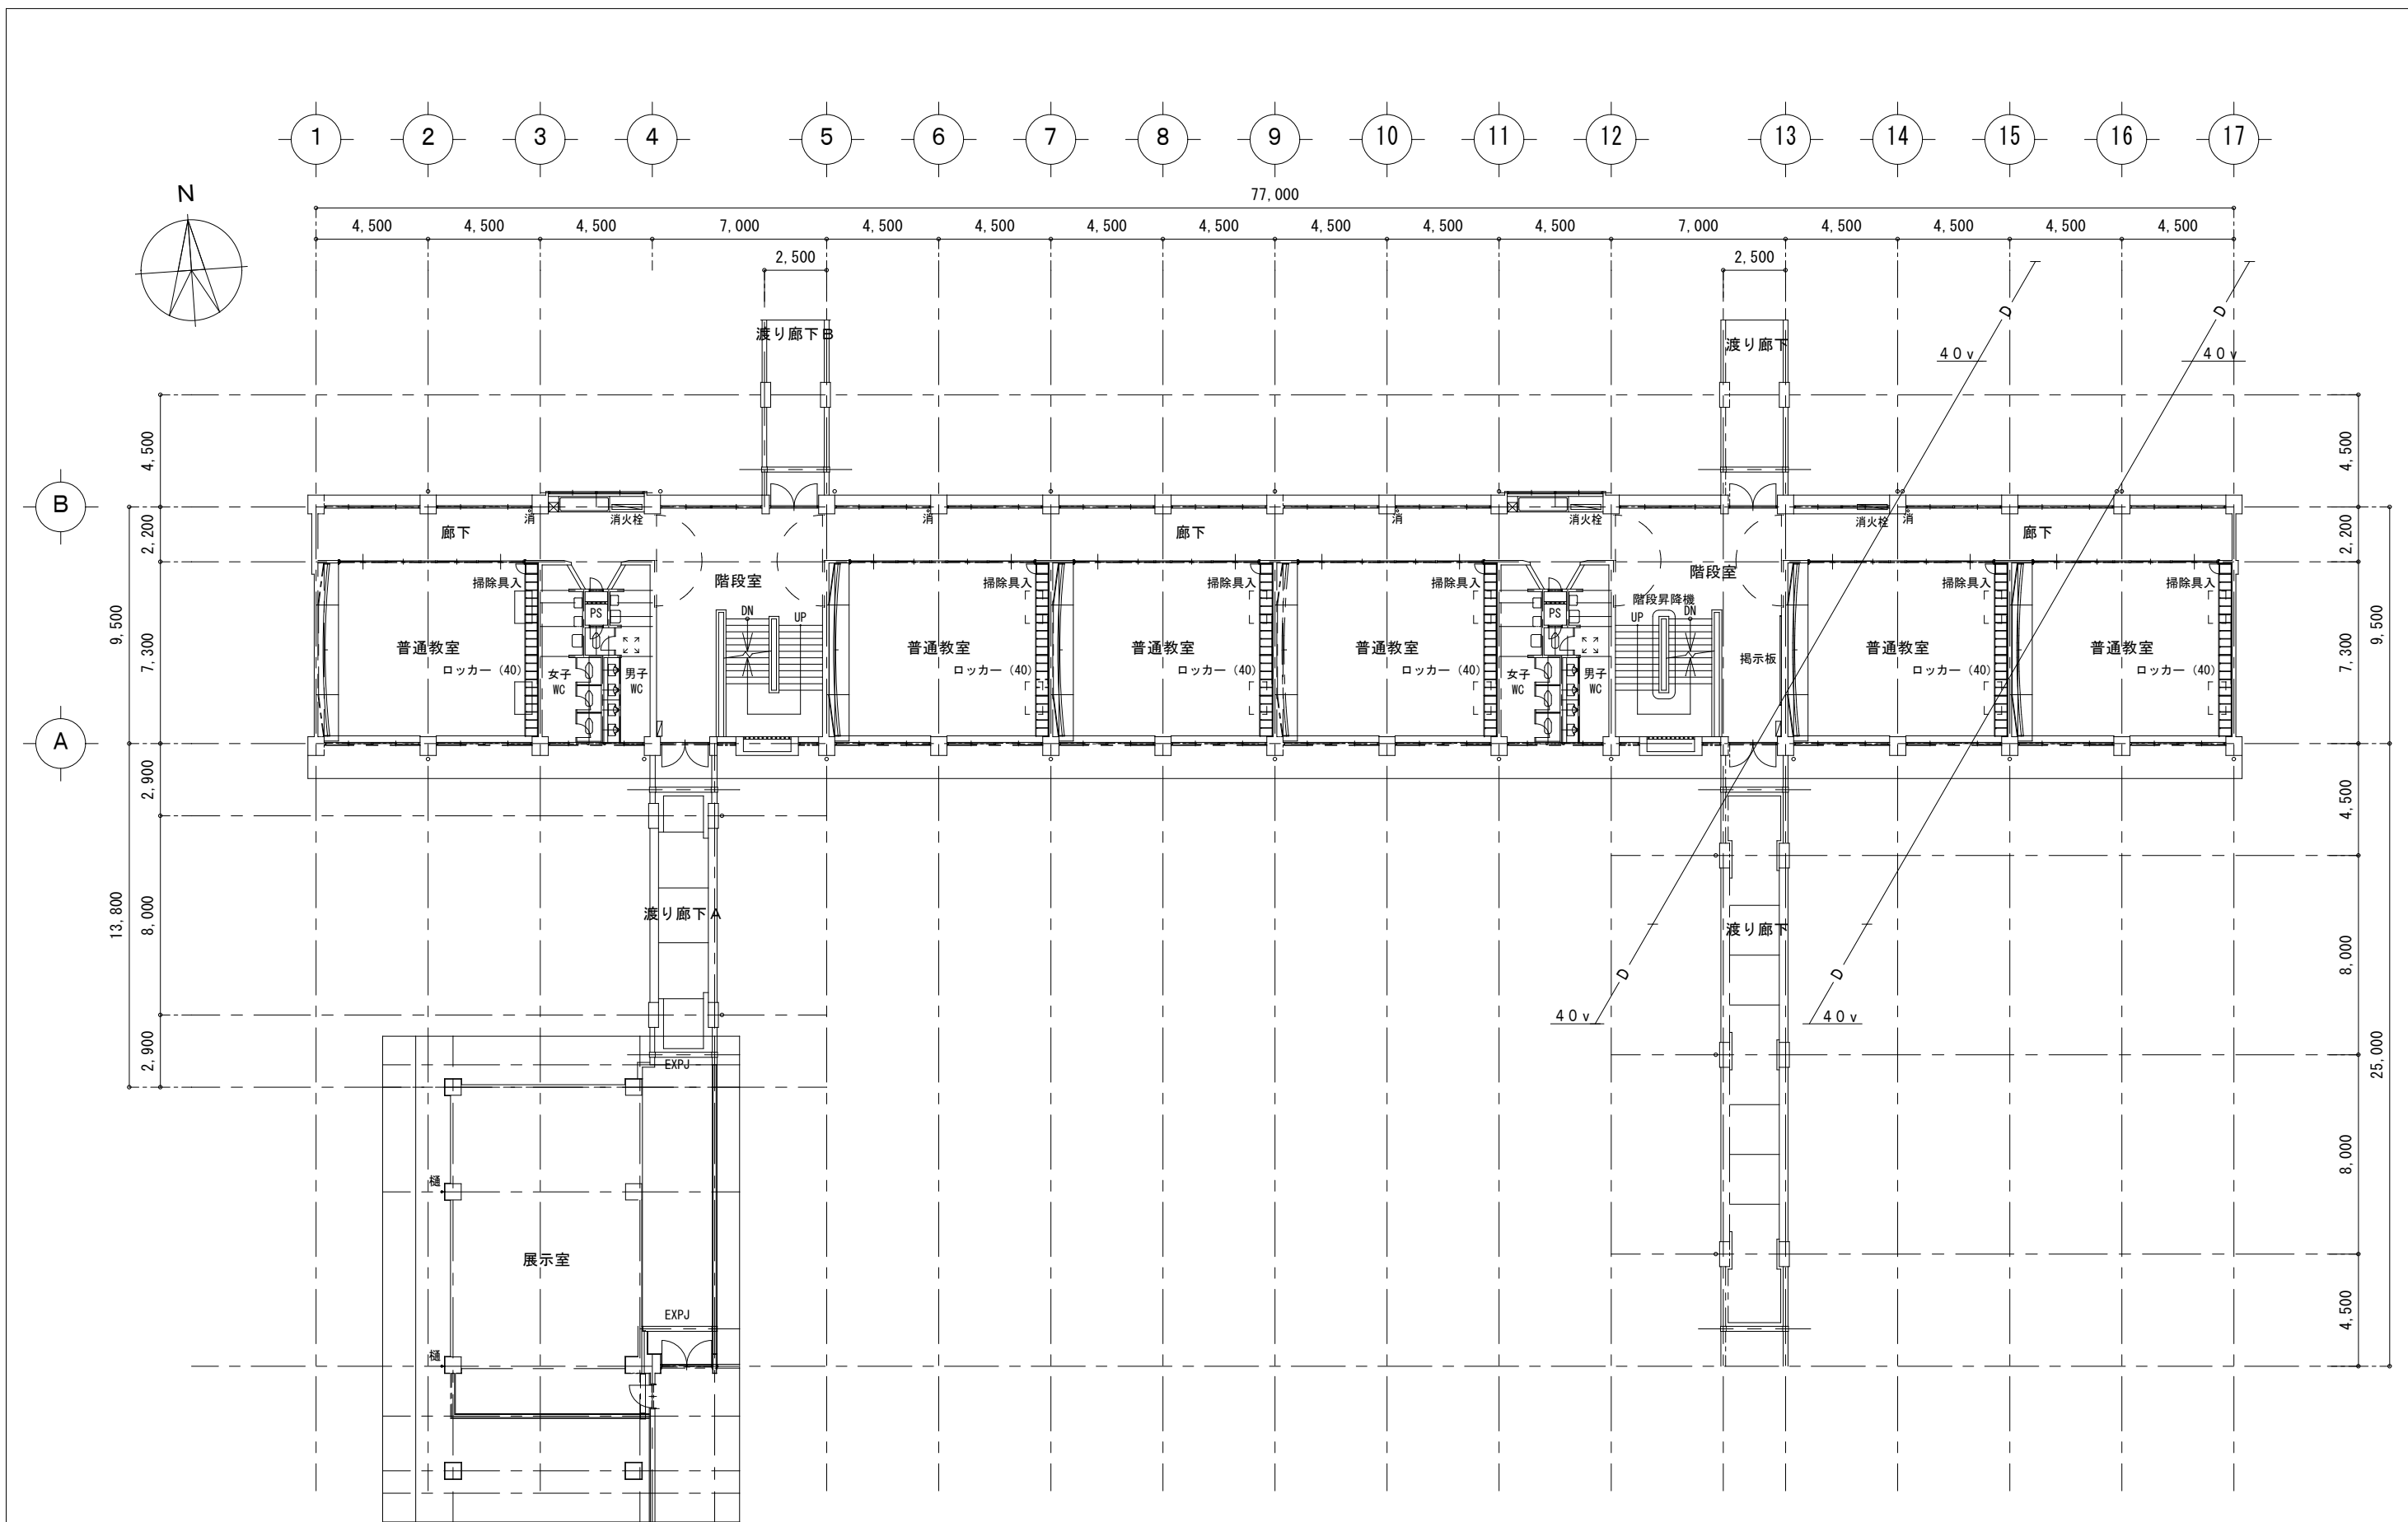 1 2 3 4 5 6 7 8 9 10 11 12 13 14 15 16 17
N
77,000
4,500 4,500 4,500 7,000 4,500 4,500 4,500 4,500 4,500 4,500 4,500 7,000 4,500 4,500 4,500 4,500
2,500 2,500
D D
渡り廊下B 渡り廊下
40v 40v
4,500 4,500
B
消 消火栓 消 消 消火栓 消火栓 消
2,200 廊下 廊下 廊下 2,200
階段室 階段室
掃除具入 掃除具入 掃除具入 掃除具入 掃除具入 掃除具入
階段昇降機
PS DN UP PS UP DN
9,500 7,300 7,300 9,500
普通教室 普通教室 普通教室 普通教室 普通教室 普通教室
掲示板
ロッカー(40) ロッカー(40) ロッカー(40) ロッカー(40) ロッカー(40) ロッカー(40)
女子 男子 女子 男子
WC WC WC WC
A
2,900 4,500
13,800 8,000 8,000
渡り廊下A 渡り廊下
D D
40v 40v
2,900 25,000
EXPJ
8,000
樋
展示室
EXPJ
4,500
樋